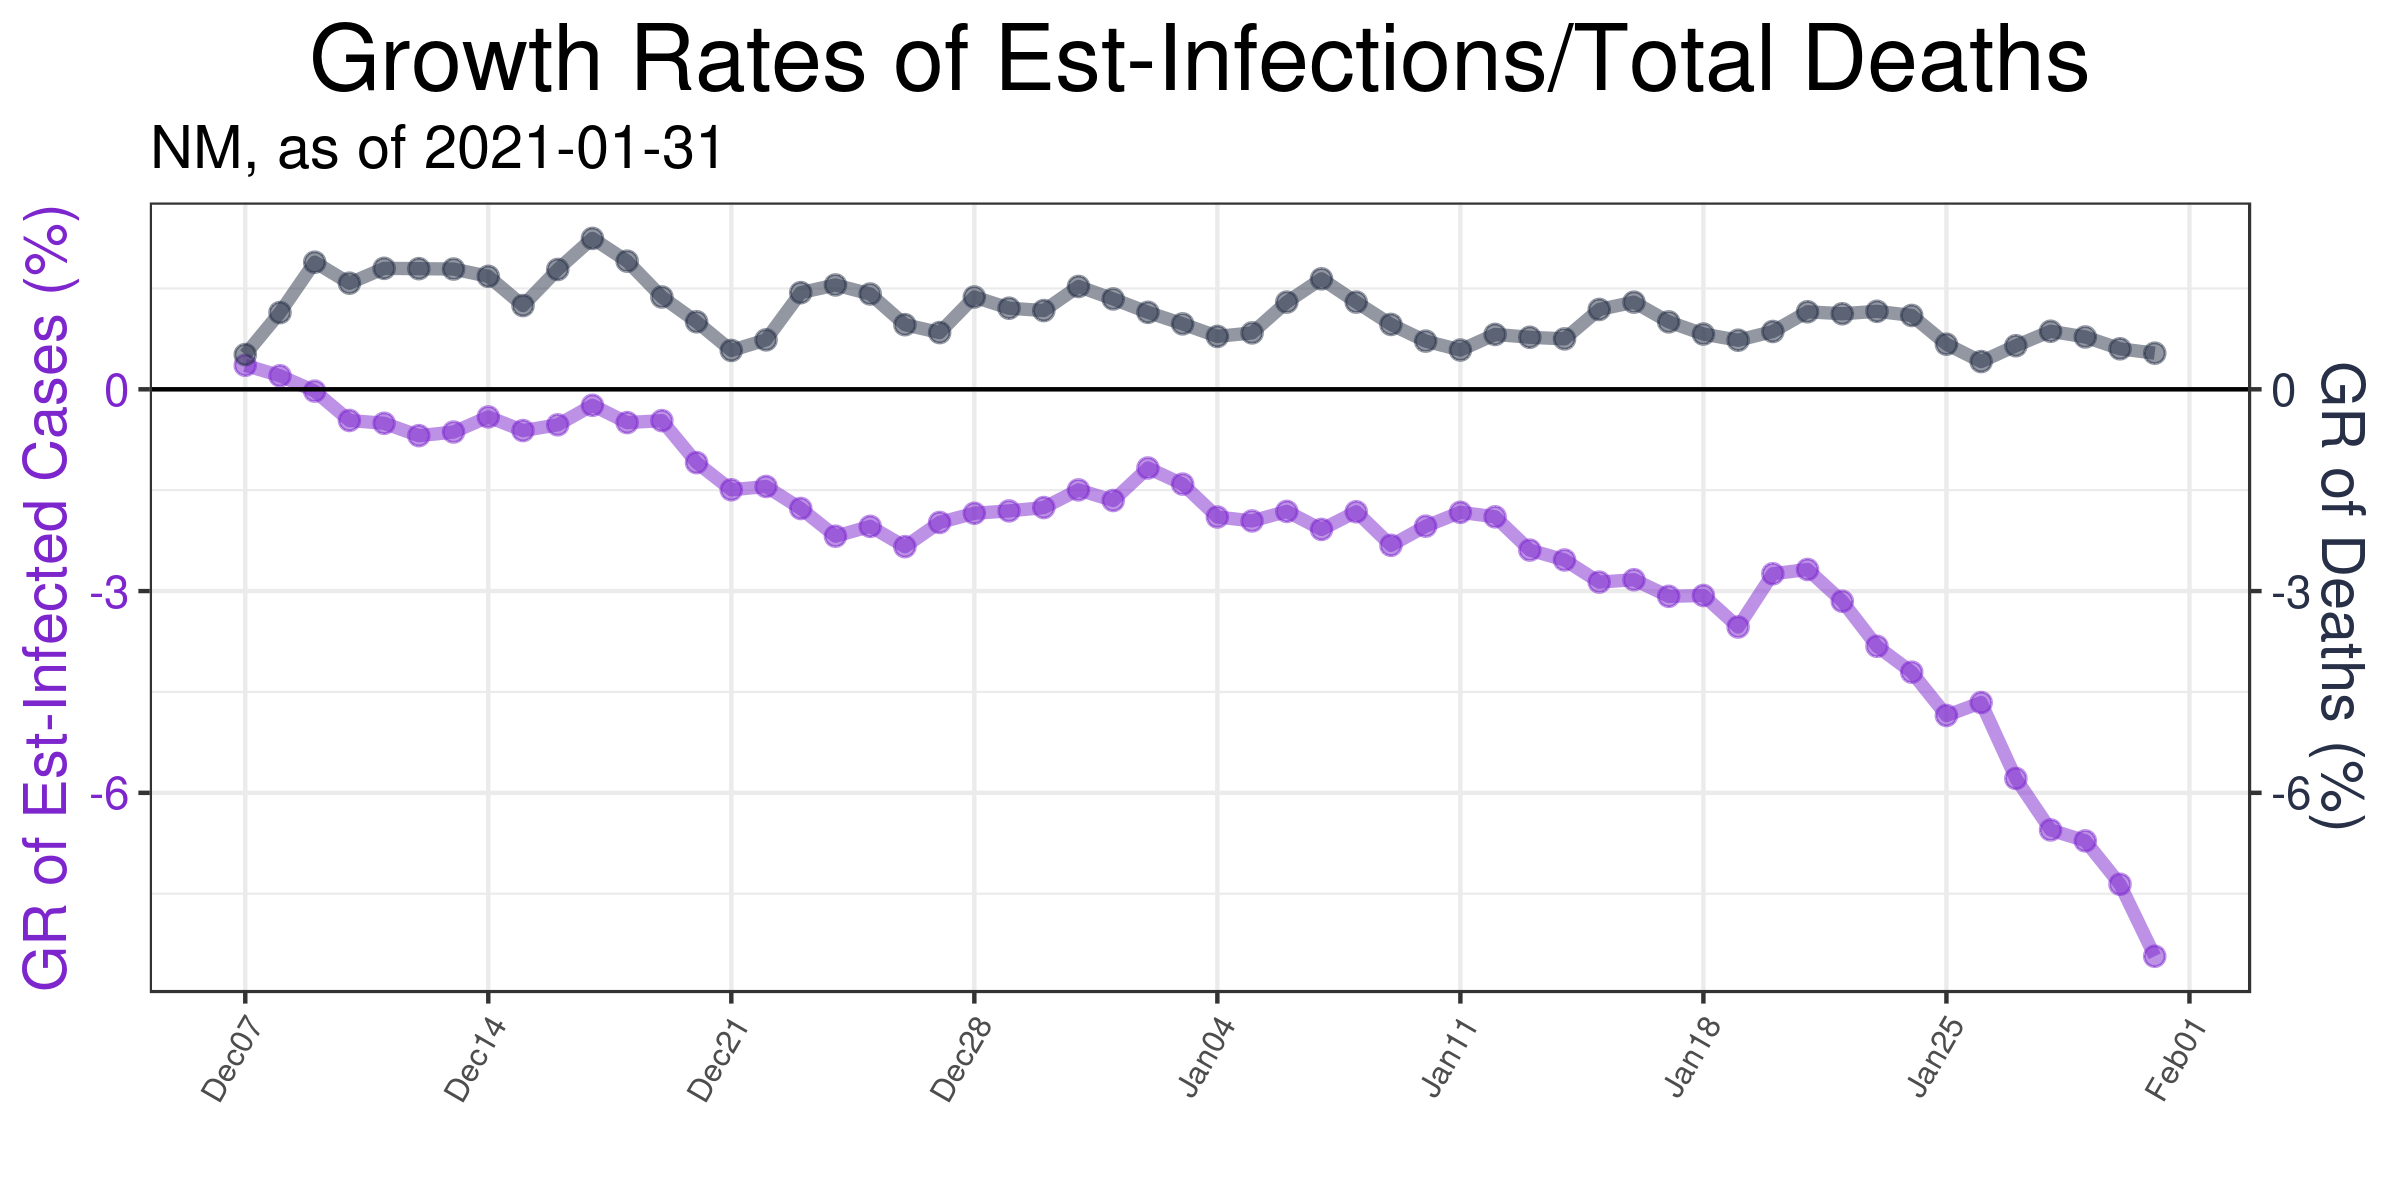 Growth Rates of Est-Infections/Total Deaths
NM, as of 2021-01-31
GR of Est-Infected Cases (%)
0
-3
-6
0
-3
-6
GR of Deaths (%)
Dec07
Dec14
Dec21
Dec28
Jan04
Jan11
Jan18
Jan25
Feb01